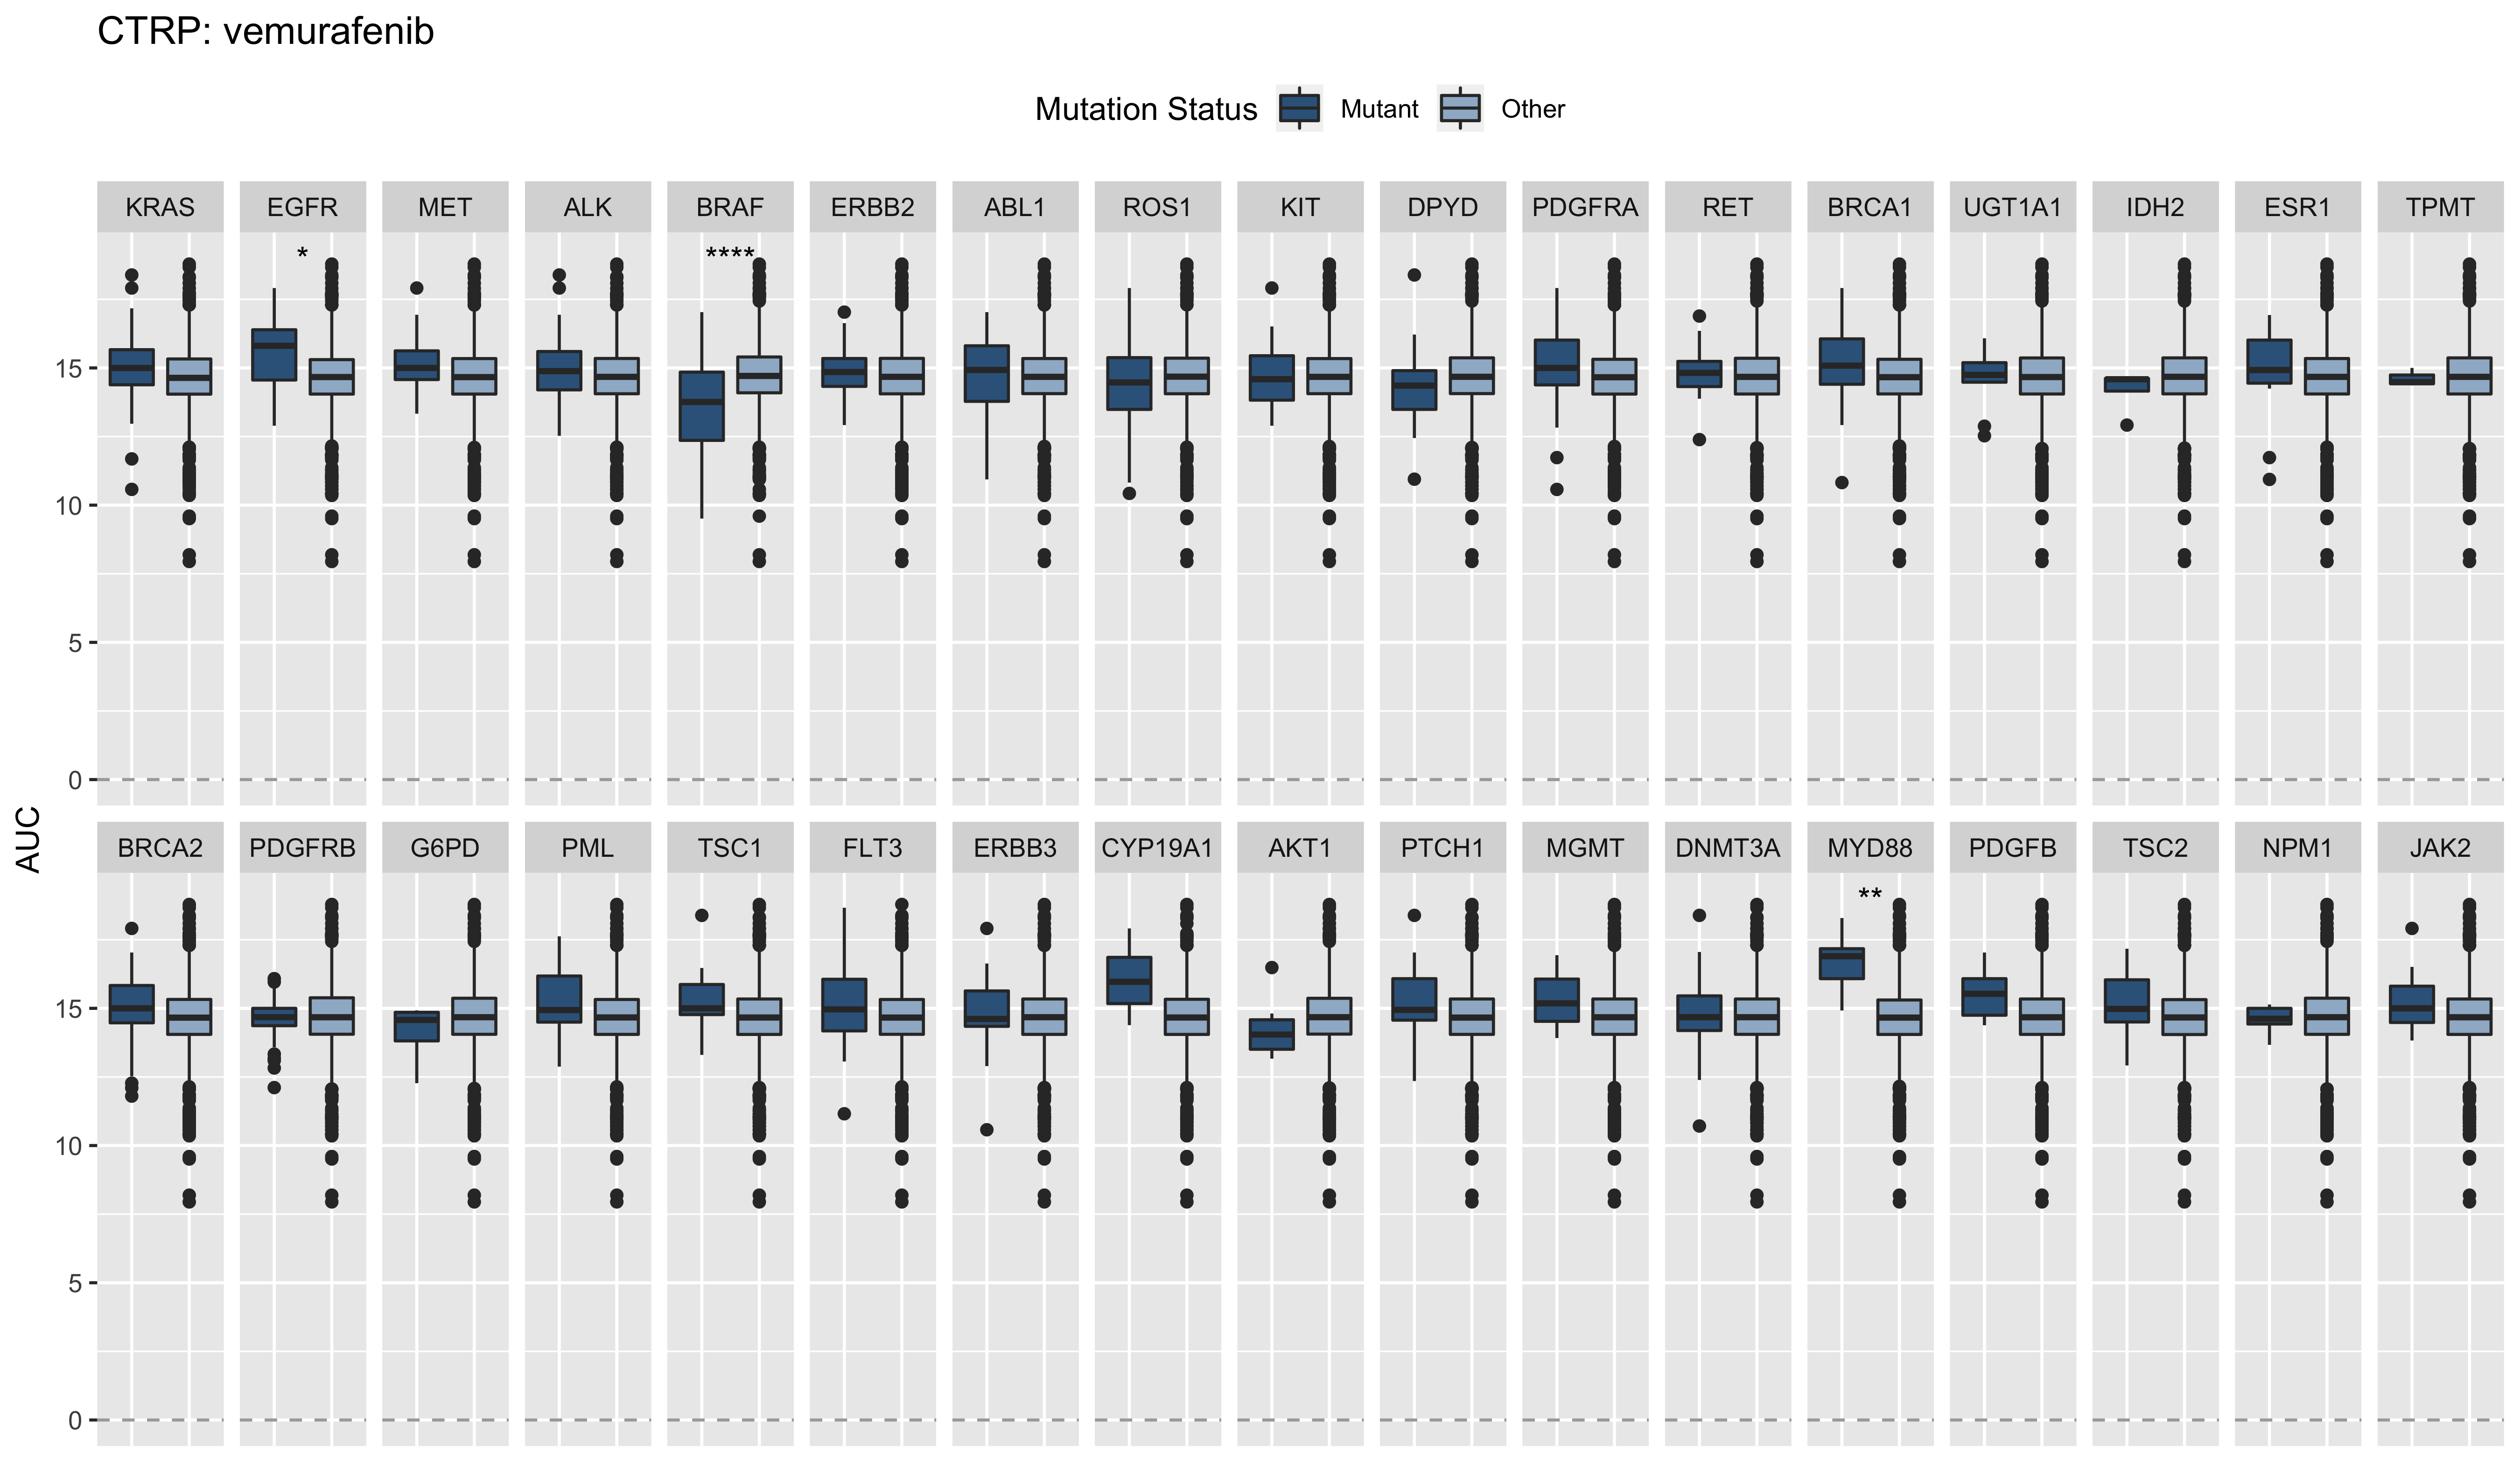 CTRP: vemurafenib
Mutation Status Mutant Other
KRAS EGFR MET ALK BRAF ERBB2 ABL1 ROS1 KIT DPYD PDGFRA RET BRCA1 UGT1A1 IDH2 ESR1 TPMT
* ****
15
10
5
0
AUC
BRCA2 PDGFRB G6PD PML TSC1 FLT3 ERBB3 CYP19A1 AKT1 PTCH1 MGMT DNMT3A MYD88 PDGFB TSC2 NPM1 JAK2
**
15
10
5
0